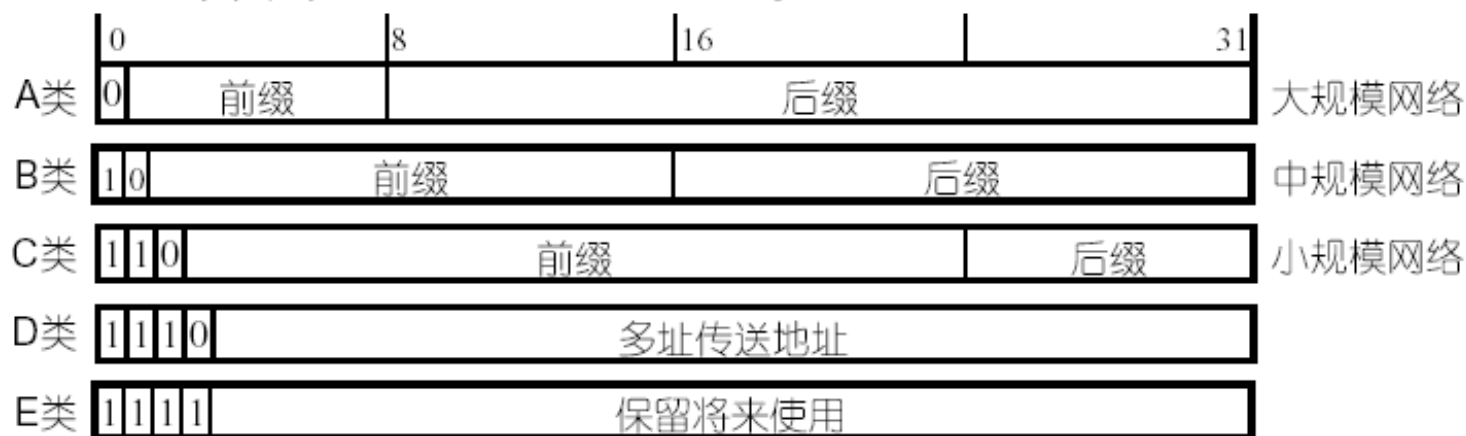 0 8 16 31
A类 0 前缀 后缀 大规模网络
B类 1 0 前缀 后缀 中规模网络
C类 1 1 0 前缀 后缀 小规模网络
D类 1 1 1 0 多址传送地址
E类 1 1 1 1 保留将来使用